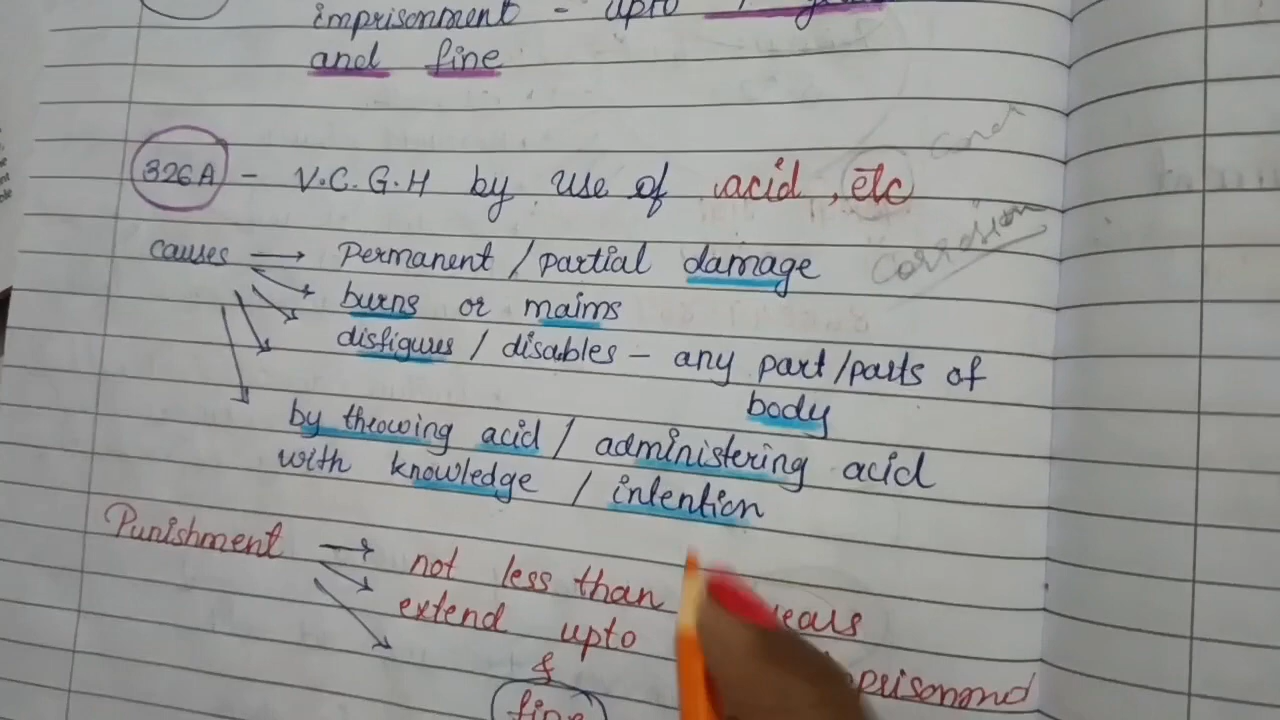 imprisonment - upto
and fine
326A - V.C.G.H by use of acid, etc
Corrosion
causes → Permanent / partial damage
burns or maims
disfigures / disables - any part / parts of
body
by throwing acid / administering acid
with knowledge / intention
Punishment → not less than years
extend upto
&
fine